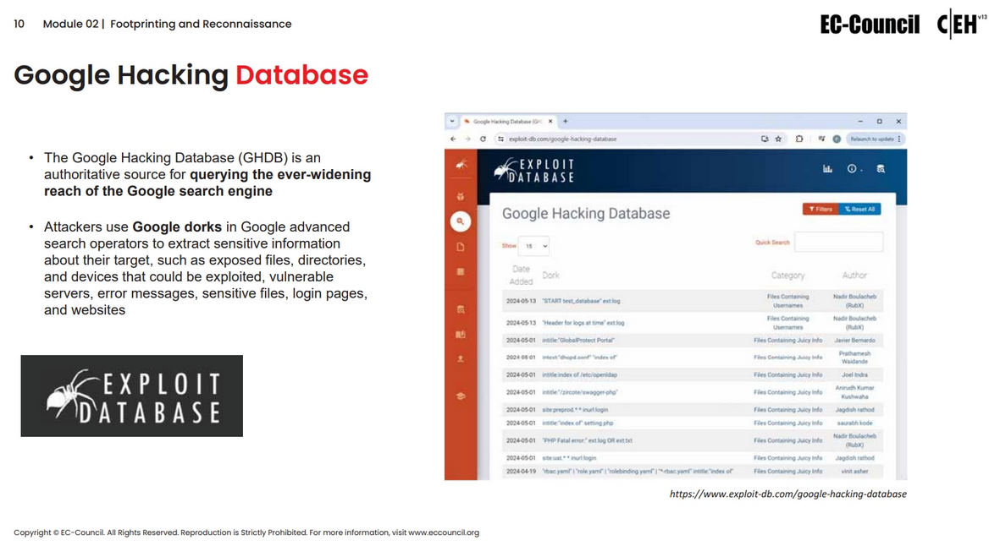 10 Module 02 | Footprinting and Reconnaissance
EC-Council C|EH v13
Google Hacking Database
• The Google Hacking Database (GHDB) is an
authoritative source for querying the ever-widening
reach of the Google search engine
• Attackers use Google dorks in Google advanced
search operators to extract sensitive information
about their target, such as exposed files, directories,
and devices that could be exploited, vulnerable
servers, error messages, sensitive files, login pages,
and websites
EXPLOIT
DATABASE
Google Hacking Database (GH
exploit-db.com/google-hacking-database Relaunch to update
EXPLOIT
DATABASE
Google Hacking Database Filters Reset All
Show 15 Quick Search
Date Added Dork Category Author
2024-05-13 "START test_database" ext:log Files Containing Usernames Nadir Boulacheb (RubX)
2024-05-13 "Header for logs at time" ext:log Files Containing Usernames Nadir Boulacheb (RubX)
2024-05-01 intitle:"GlobalProtect Portal" Files Containing Juicy Info Javier Bernardo
2024-05-01 intext:"dhcpd.conf" "index of" Files Containing Juicy Info Prathamesh Waidande
2024-05-01 intitle:index of /etc/openldap Files Containing Juicy Info Joel Indra
2024-05-01 intitle:"/zircote/swagger-php" Files Containing Juicy Info Anirudh Kumar Kushwaha
2024-05-01 site:preprod.* * inurl:login Files Containing Juicy Info Jagdish rathod
2024-05-01 intitle:"index of" setting.php Files Containing Juicy Info saurabh kode
2024-05-01 "PHP Fatal error:" ext:log OR ext:txt Files Containing Juicy Info Nadir Boulacheb (RubX)
2024-05-01 site:uat.* * inurl:login Files Containing Juicy Info Jagdish rathod
2024-04-19 "rbac.yaml" | "role.yaml" | "rolebinding.yaml" | "*-rbac.yaml" intitle:"index of" Files Containing Juicy Info vinit asher
https://www.exploit-db.com/google-hacking-database
Copyright © EC-Council. All Rights Reserved. Reproduction is Strictly Prohibited. For more information, visit www.eccouncil.org